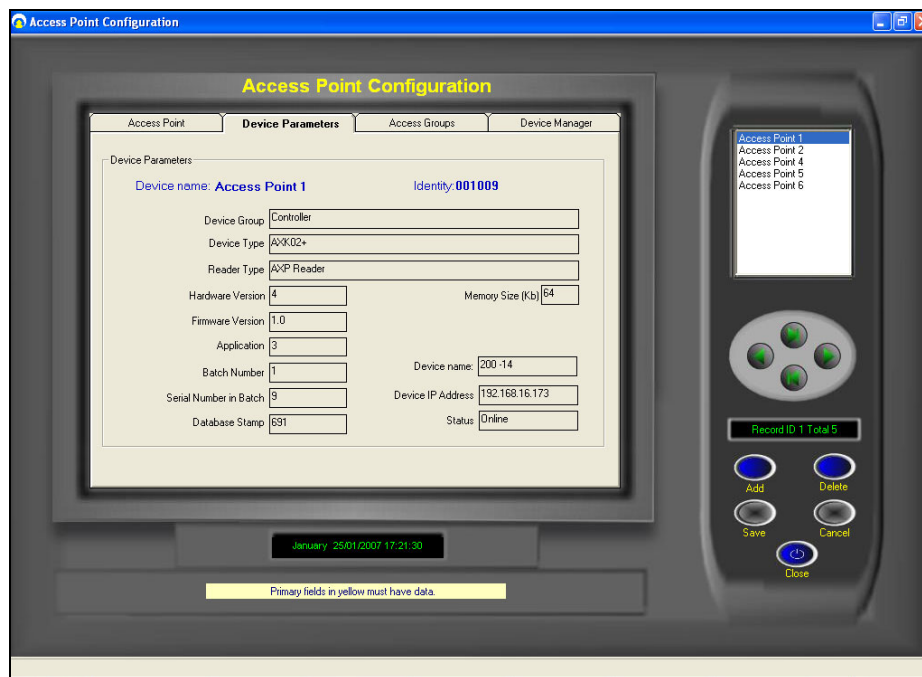 Access Point Configuration
Access Point Configuration
Access Point
Device Parameters
Access Groups
Device Manager
Device Parameters
Device name: Access Point 1 Identity:001009
Device Group Controller
Device Type AXK02+
Reader Type AXP Reader
Hardware Version 4 Memory Size (Kb) 64
Firmware Version 1.0
Application 3
Batch Number 1 Device name: 200 -14
Serial Number in Batch 9 Device IP Address 192.168.16.173
Database Stamp 691 Status Online
January 25/01/2007 17:21:30
Primary fields in yellow must have data.
Access Point 1
Access Point 2
Access Point 4
Access Point 5
Access Point 6
Record ID 1 Total 5
Add Delete
Save Cancel
Close